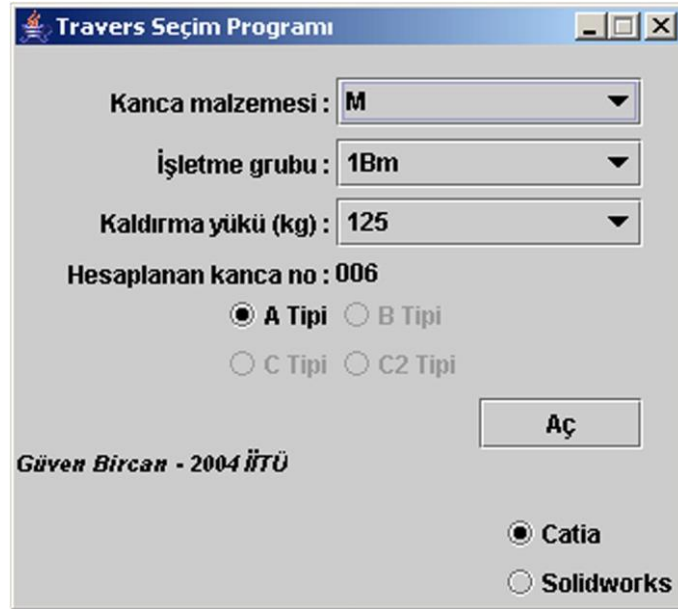 Travers Seçim Programı
Kanca malzemesi : M
İşletme grubu : 1Bm
Kaldırma yükü (kg) : 125
Hesaplanan kanca no : 006
A Tipi B Tipi
C Tipi C2 Tipi
Aç
Güven Bircan - 2004 İİTÜ
Catia
Solidworks